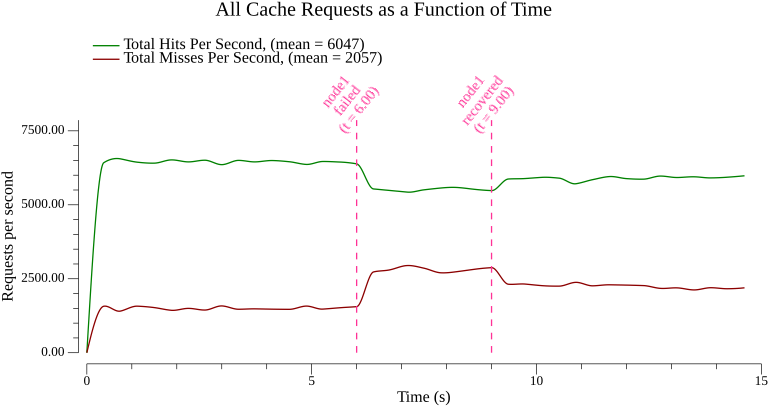 All Cache Requests as a Function of Time
Total Hits Per Second, (mean = 6047)
Total Misses Per Second, (mean = 2057)
node1
failed
(t = 6.00)
node1
recovered
(t = 9.00)
7500.00
5000.00
2500.00
0.00
Requests per second
0
5
10
15
Time (s)